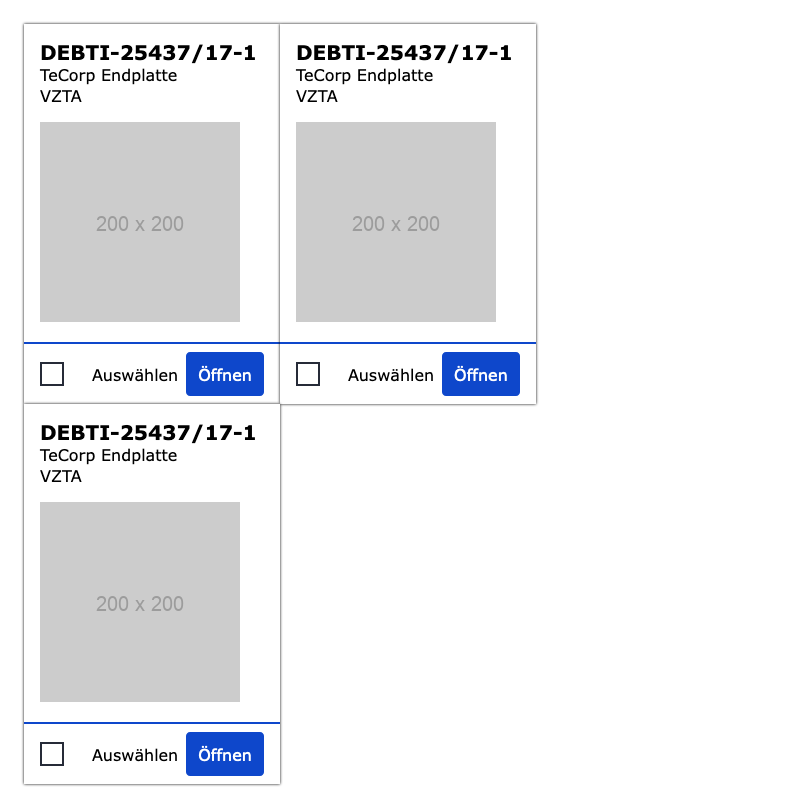 DEBTI-25437/17-1
TeCorp Endplatte
VZTA
200 x 200
Auswählen Öffnen
DEBTI-25437/17-1
TeCorp Endplatte
VZTA
200 x 200
Auswählen Öffnen
DEBTI-25437/17-1
TeCorp Endplatte
VZTA
200 x 200
Auswählen Öffnen